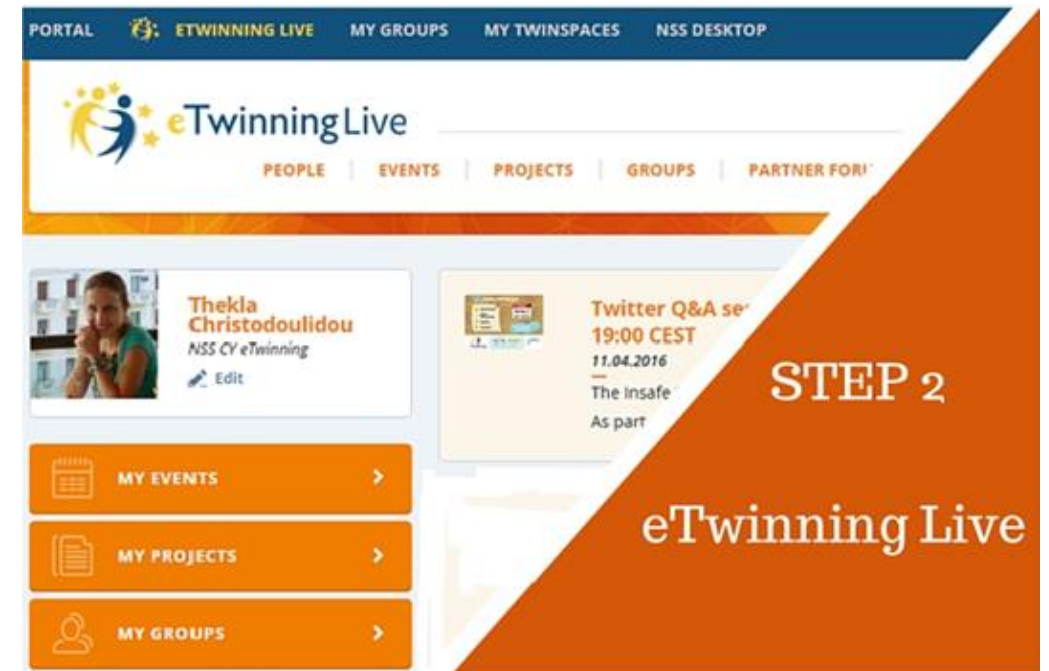 PORTAL ETWINNING LIVE MY GROUPS MY TWINSPACES NSS DESKTOP
eTwinning Live
PEOPLE EVENTS PROJECTS GROUPS PARTNER
Thekla
Christodoulidou
NSS CY eTwinning
Edit
Twitter Q&A
19:00 CEST
11.04.2016
The Insafe
As part
MY EVENTS
MY PROJECTS
MY GROUPS
STEP 2
eTwinning Live